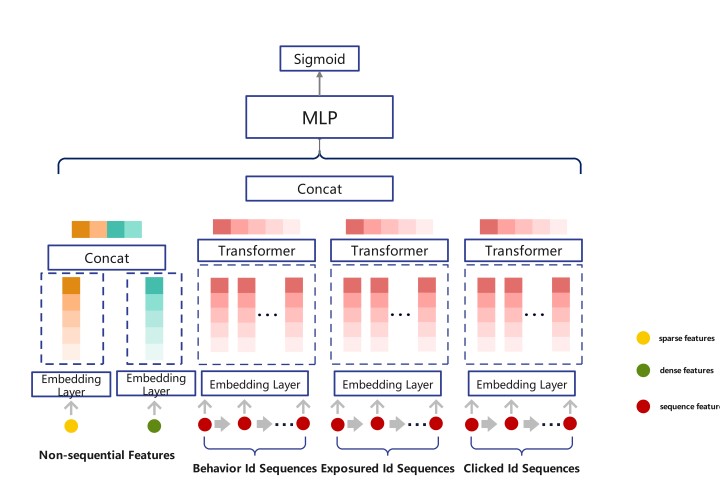 Sigmoid
MLP
Concat
Concat
Transformer
Transformer
Transformer
Embedding
Layer
Embedding
Layer
Embedding Layer
Embedding Layer
Embedding Layer
Non-sequential Features
Behavior Id Sequences
Exposured Id Sequences
Clicked Id Sequences
sparse features
dense features
sequence feature